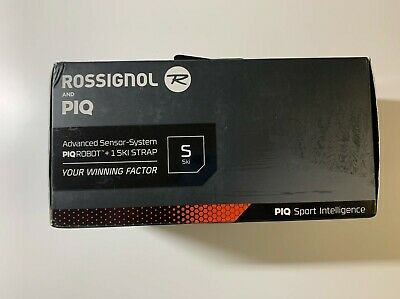 ROSSIGNOL R
AND
PIQ
Advanced Sensor-System
PIQROBOT™ + 1 SKI STRAP
YOUR WINNING FACTOR
S
Ski
PIQ Sport Intelligence